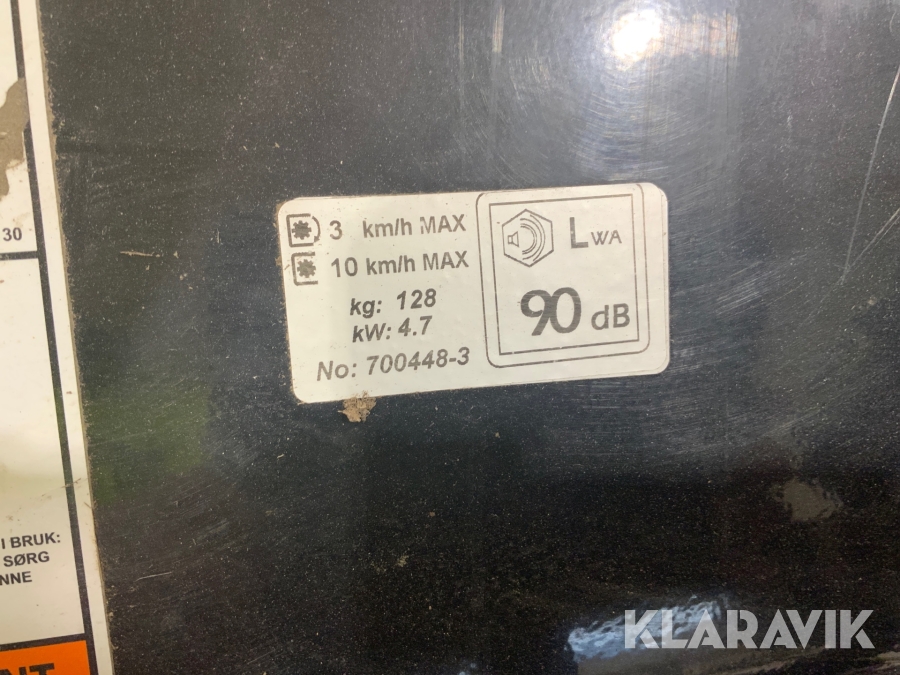 30
I BRUK:
SØRG
NNE
NT
3 km/h MAX
10 km/h MAX
kg: 128
kW: 4.7
No: 700448-3
LWA
90 dB
KLARAVIK